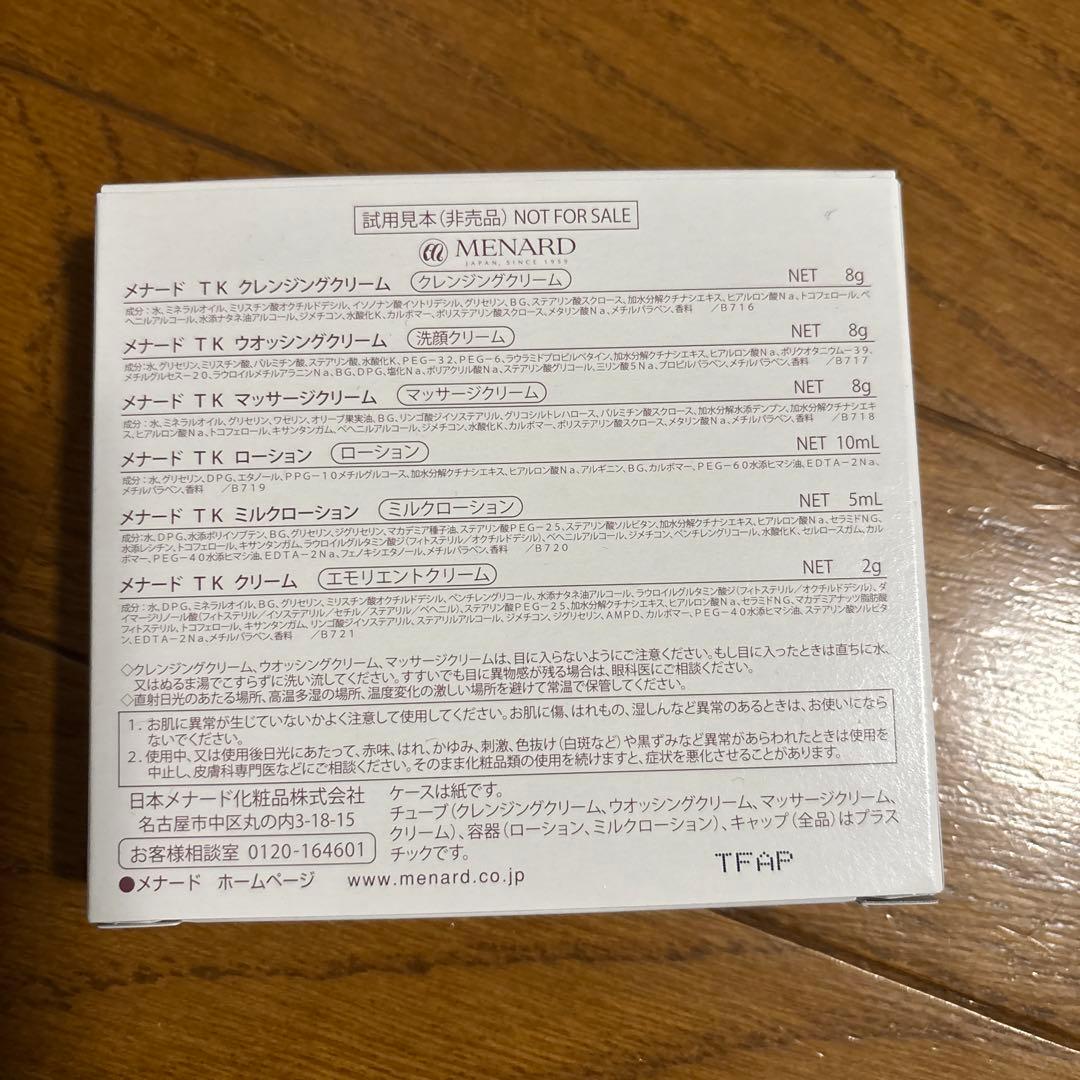 試用見本(非売品) NOT FOR SALE
MENARD
JAPAN, SINCE 1959
メナード TK クレンジングクリーム (クレンジングクリーム) NET 8g
成分:水、ミネラルオイル、ミリスチン酸オクチルドデシル、イソノナン酸イソトリデシル、グリセリン、BG、ステアリン酸スクロース、加水分解クチナシエキス、ヒアルロン酸Na、トコフェロール、ベ
ヘニルアルコール、水添ナタネ油アルコール、ジメチコン、水酸化K、カルボマー、ポリステアリン酸スクロース、メタリン酸Na、メチルパラベン、香料 /B716
メナード TK ウオッシングクリーム (洗顔クリーム) NET 8g
成分:水、グリセリン、ミリスチン酸、パルミチン酸、ステアリン酸、水酸化K、PEG-32、PEG-6、ラウラミドプロピルベタイン、加水分解クチナシエキス、ヒアルロン酸Na、ポリクオタニウム-39、
メチルグルセス-20、ラウロイルメチルアラニンNa、BG、DPG、塩化Na、ポリアクリル酸Na、ステアリン酸グリコール、三リン酸5Na、プロピルパラベン、メチルパラベン、香料 /B717
メナード TK マッサージクリーム (マッサージクリーム) NET 8g
成分:水、ミネラルオイル、グリセリン、ワセリン、オリーブ果実油、BG、リンゴ酸ジイソステアリル、グリコシルトレハロース、パルミチン酸スクロース、加水分解水添デンプン、加水分解クチナシエキ
ス、ヒアルロン酸Na、トコフェロール、キサンタンガム、ベヘニルアルコール、ジメチコン、水酸化K、カルボマー、ポリステアリン酸スクロース、メタリン酸Na、メチルパラベン、香料 /B718
メナード TK ローション (ローション) NET 10mL
成分:水、グリセリン、DPG、エタノール、PPG-10メチルグルコース、加水分解クチナシエキス、ヒアルロン酸Na、アルギニン、BG、カルボマー、PEG-60水添ヒマシ油、EDTA-2Na、
メチルパラベン、香料 /B719
メナード TK ミルクローション (ミルクローション) NET 5mL
成分:水、DPG、水添ポリイソブテン、BG、グリセリン、ジグリセリン、マカデミア種子油、ステアリン酸PEG-25、ステアリン酸ソルビタン、加水分解クチナシエキス、ヒアルロン酸Na、セラミドNG、
水添レシチン、トコフェロール、キサンタンガム、ラウロイルグルタミン酸ジ(フィトステリル/オクチルドデシル)、ベヘニルアルコール、ジメチコン、ペンチレングリコール、水酸化K、セルロースガム、カル
ボマー、PEG-40水添ヒマシ油、EDTA-2Na、フェノキシエタノール、メチルパラベン、香料 /B720
メナード TK クリーム (エモリエントクリーム) NET 2g
成分:水、DPG、ミネラルオイル、BG、グリセリン、ミリスチン酸オクチルドデシル、ペンチレングリコール、水添ナタネ油アルコール、ラウロイルグルタミン酸ジ(フィトステリル/オクチルドデシル)、ダ
イマージリノール酸(フィトステリル/イソステアリル/セチル/ステアリル/ベヘニル)、ステアリン酸PEG-25、加水分解クチナシエキス、ヒアルロン酸Na、セラミドNG、マカデミアナッツ脂肪酸
フィトステリル、トコフェロール、キサンタンガム、リンゴ酸ジイソステアリル、ステアリルアルコール、ジメチコン、ジグリセリン、AMPD、カルボマー、PEG-40水添ヒマシ油、ステアリン酸ソルビタ
ン、EDTA-2Na、メチルパラベン、香料 /B721
◇クレンジングクリーム、ウオッシングクリーム、マッサージクリームは、目に入らないようにご注意ください。もし目に入ったときは直ちに水、
又はぬるま湯でこすらずに洗い流してください。すすいでも目に異物感が残る場合は、眼科医にご相談ください。
◇直射日光のあたる場所、高温多湿の場所、温度変化の激しい場所を避けて常温で保管してください。
1. お肌に異常が生じていないかよく注意して使用してください。お肌に傷、はれもの、湿しんなど異常のあるときは、お使いになら
ないでください。
2. 使用中、又は使用後日光にあたって、赤味、はれ、かゆみ、刺激、色抜け(白斑など)や黒ずみなど異常があらわれたときは使用を
中止し、皮膚科専門医などにご相談ください。そのまま化粧品類の使用を続けますと、症状を悪化させることがあります。
日本メナード化粧品株式会社
名古屋市中区丸の内3-18-15
お客様相談室 0120-164601
●メナード ホームページ www.menard.co.jp
ケースは紙です。
チューブ(クレンジングクリーム、ウオッシングクリーム、マッサージクリーム、
クリーム)、容器(ローション、ミルクローション)、キャップ(全品)はプラス
チックです。
TFAP